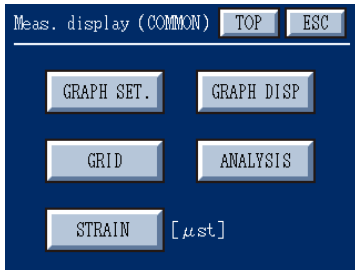 Meas. display (COMMON) TOP ESC
GRAPH SET. GRAPH DISP
GRID ANALYSIS
STRAIN [μst]